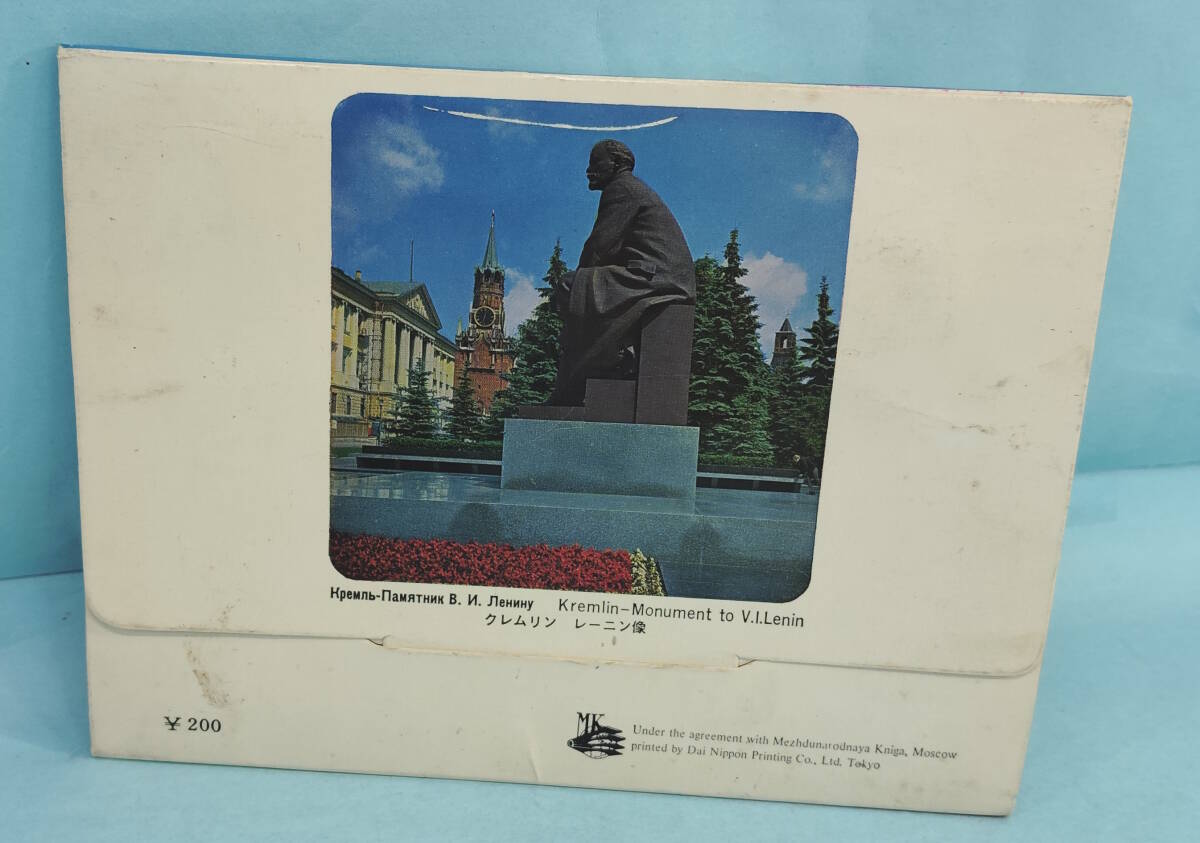 Кремль-Памятник В. И. Ленину Kremlin-Monument to V.I.Lenin
クレムリン レーニン像
¥ 200
MK
Under the agreement with Mezhdunarodnaya Kniga, Moscow
printed by Dai Nippon Printing Co., Ltd. Tokyo